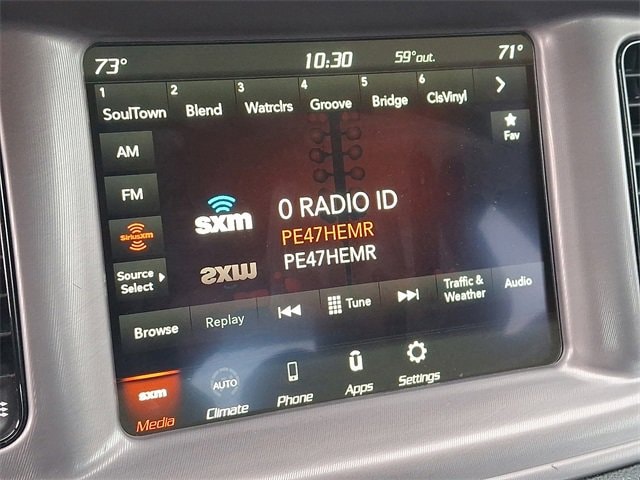 73° 10:30 59°out. 71°
1 SoulTown 2 Blend 3 Watrclrs 4 Groove 5 Bridge 6 ClsVinyl
AM
Fav
FM
sxm 0 RADIO ID
SiriusXM PE47HEMR
PE47HEMR
sxm
Source
Select
Browse Replay Tune Traffic & Audio
Weather
sxm AUTO ū
Media Climate Phone Apps Settings